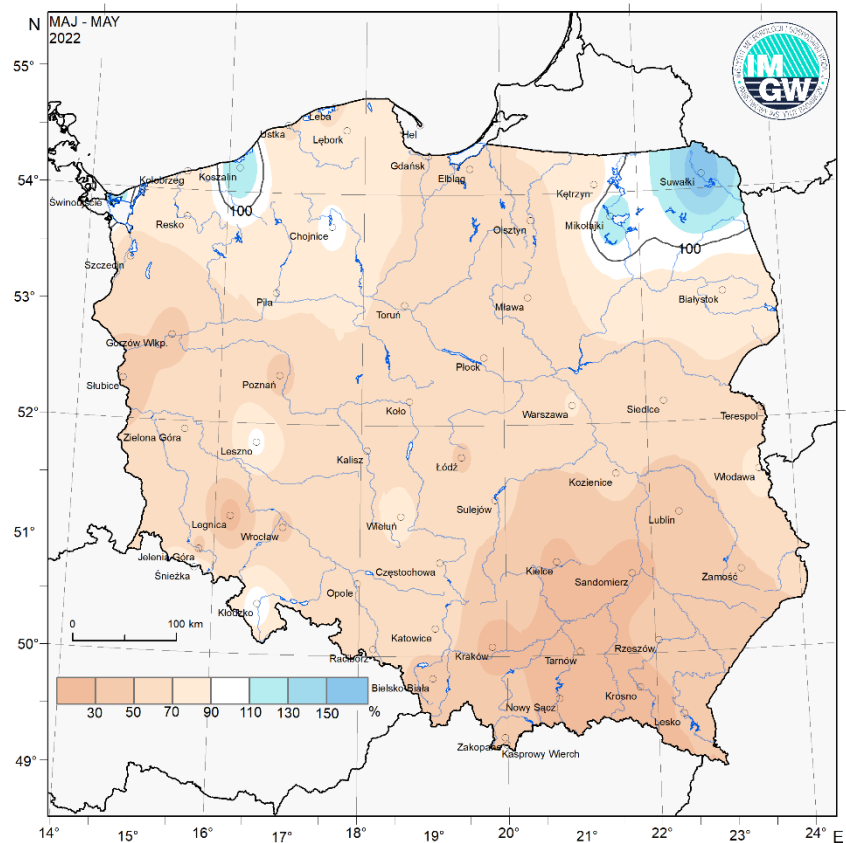 MAJ - MAY
2022
N
IM
GW
55°
54°
53°
52°
51°
50°
49°
Łeba
Ustka
Lębork
Hel
Gdańsk
Elbląg
Koszalin
Kołobrzeg
Świnoujście
Resko
100
Chojnice
Kętrzyn
Suwałki
Mikołajki
Olsztyn
100
Szczecin
Piła
Toruń
Mława
Białystok
Gorzów Wlkp.
Słubice
Poznań
Płock
Koło
Warszawa
Siedlce
Terespol
Zielona Góra
Leszno
Kalisz
Łódź
Kozienice
Włodawa
Legnica
Wrocław
Wieluń
Sulejów
Lublin
Jelenia Góra
Śnieżka
Częstochowa
Kielce
Sandomierz
Zamość
Kłodzko
Opole
0 100 km
Katowice
Racibórz
Kraków
Tarnów
Rzeszów
Bielsko-Biała
Nowy Sącz
Krosno
Lesko
30 50 70 90 110 130 150 %
Zakopane
Kasprowy Wierch
14° 15° 16° 17° 18° 19° 20° 21° 22° 23° 24° E